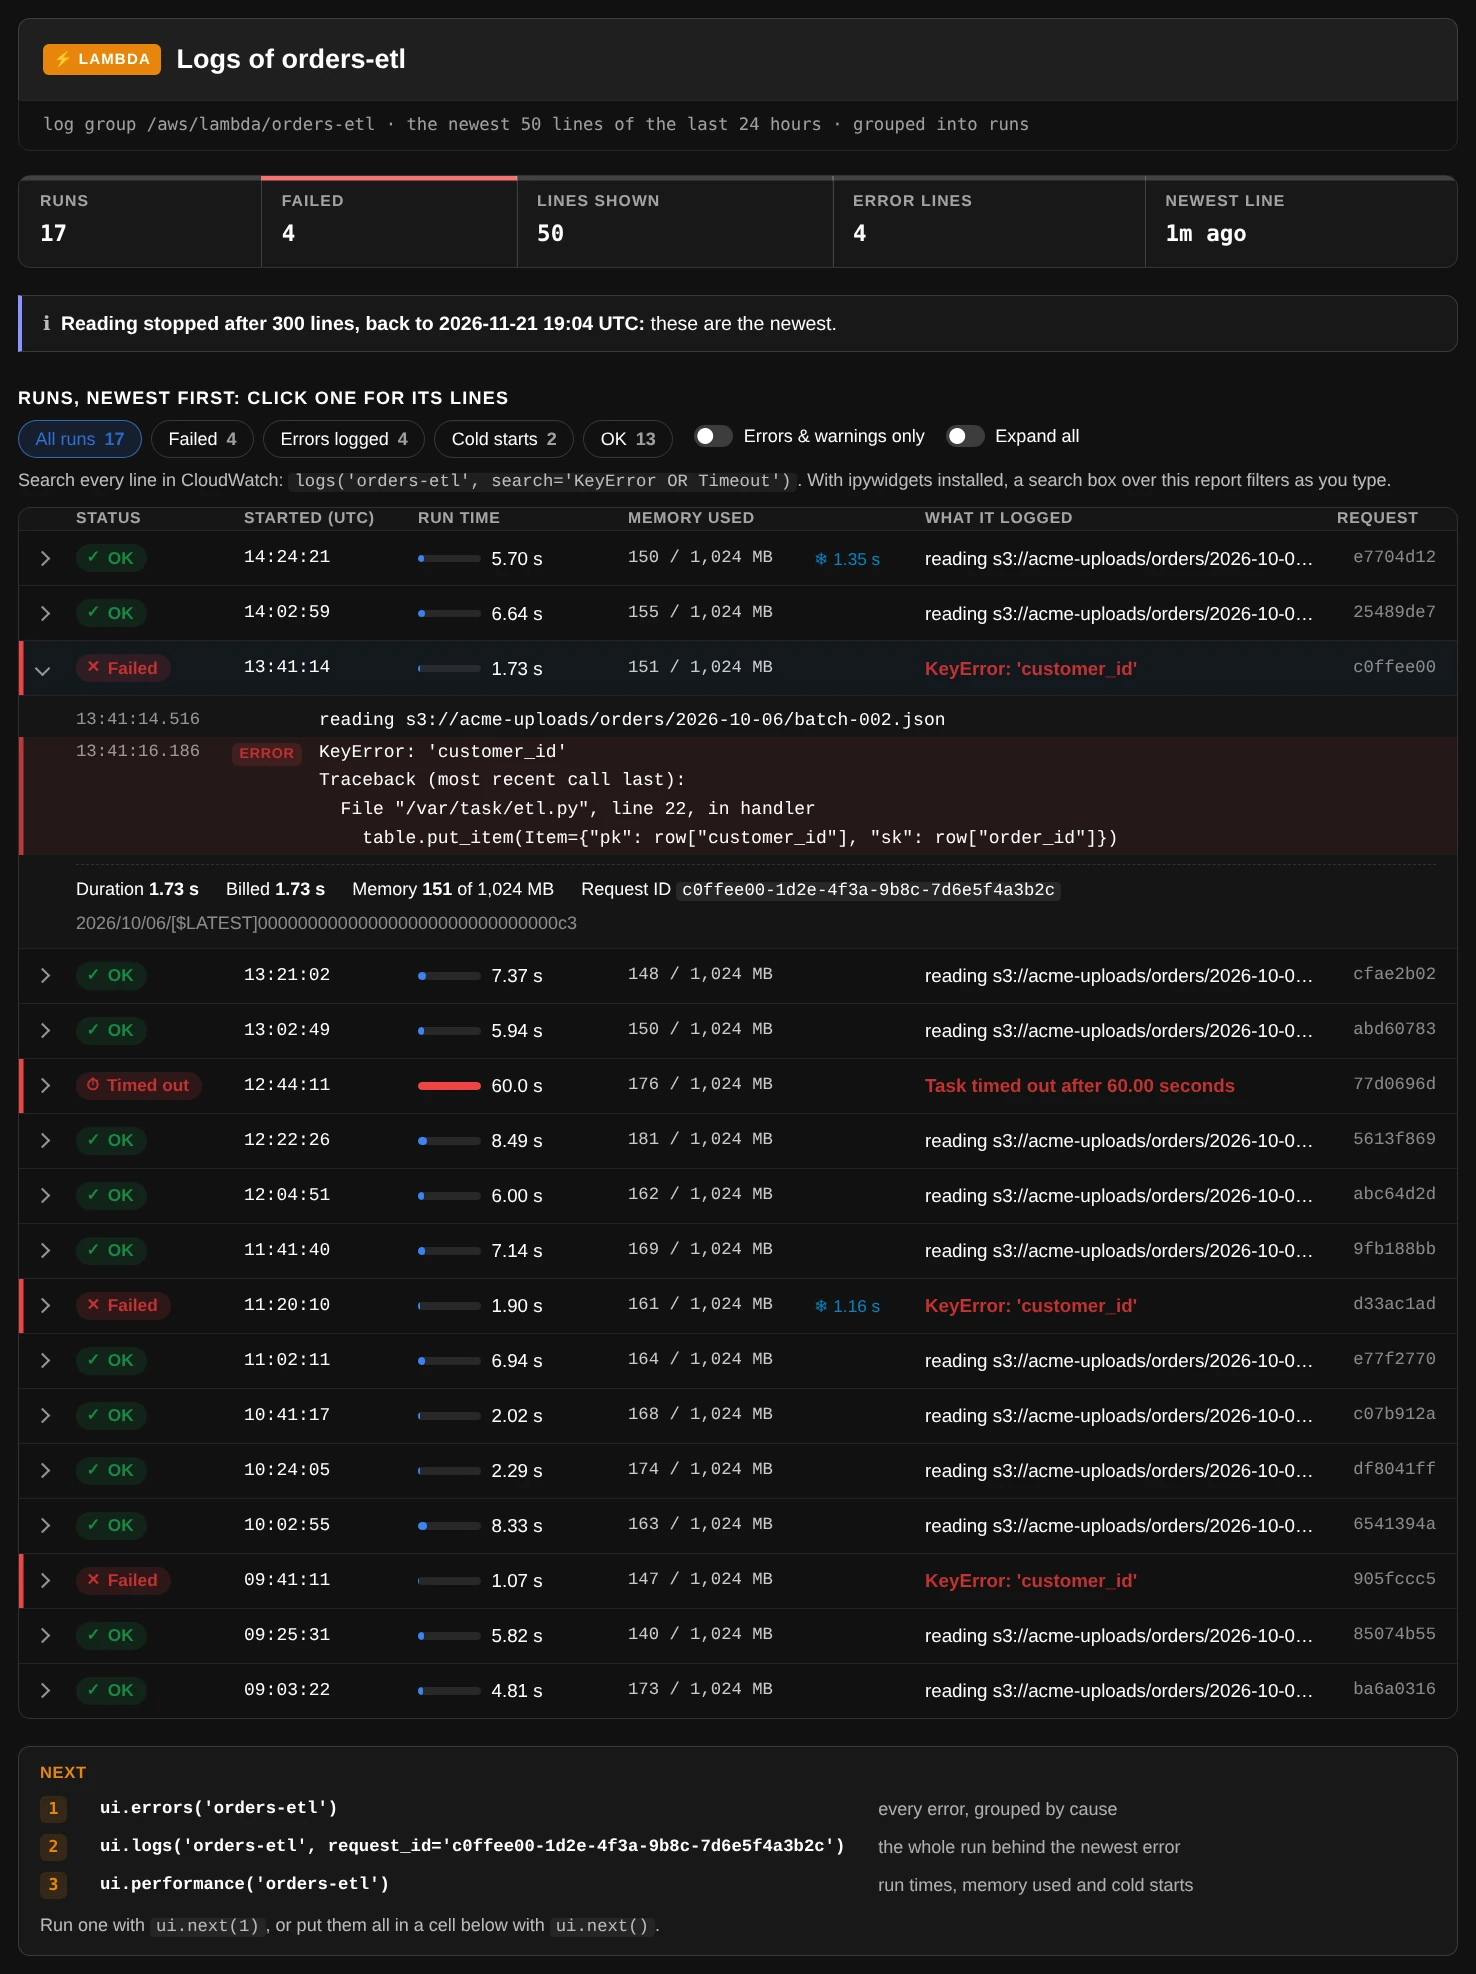 ⚡ LAMBDA Logs of orders-etl
log group /aws/lambda/orders-etl · the newest 50 lines of the last 24 hours · grouped into runs
RUNS FAILED LINES SHOWN ERROR LINES NEWEST LINE
17 4 50 4 1m ago
ℹ Reading stopped after 300 lines, back to 2026-11-21 19:04 UTC: these are the newest.
RUNS, NEWEST FIRST: CLICK ONE FOR ITS LINES
All runs 17 Failed 4 Errors logged 4 Cold starts 2 OK 13 Errors & warnings only Expand all
Search every line in CloudWatch: logs('orders-etl', search='KeyError OR Timeout'). With ipywidgets installed, a search box over this report filters as you type.
STATUS STARTED (UTC) RUN TIME MEMORY USED WHAT IT LOGGED REQUEST
✓ OK 14:24:21 5.70 s 150 / 1,024 MB ❄ 1.35 s reading s3://acme-uploads/orders/2026-10-0… e7704d12
✓ OK 14:02:59 6.64 s 155 / 1,024 MB reading s3://acme-uploads/orders/2026-10-0… 25489de7
✕ Failed 13:41:14 1.73 s 151 / 1,024 MB KeyError: 'customer_id' c0ffee00
13:41:14.516 reading s3://acme-uploads/orders/2026-10-06/batch-002.json
13:41:16.186 ERROR KeyError: 'customer_id'
Traceback (most recent call last):
File "/var/task/etl.py", line 22, in handler
table.put_item(Item={"pk": row["customer_id"], "sk": row["order_id"]})
Duration 1.73 s Billed 1.73 s Memory 151 of 1,024 MB Request ID c0ffee00-1d2e-4f3a-9b8c-7d6e5f4a3b2c
2026/10/06/[$LATEST]000000000000000000000000000000c3
✓ OK 13:21:02 7.37 s 148 / 1,024 MB reading s3://acme-uploads/orders/2026-10-0… cfae2b02
✓ OK 13:02:49 5.94 s 150 / 1,024 MB reading s3://acme-uploads/orders/2026-10-0… abd60783
⏱ Timed out 12:44:11 60.0 s 176 / 1,024 MB Task timed out after 60.00 seconds 77d0696d
✓ OK 12:22:26 8.49 s 181 / 1,024 MB reading s3://acme-uploads/orders/2026-10-0… 5613f869
✓ OK 12:04:51 6.00 s 162 / 1,024 MB reading s3://acme-uploads/orders/2026-10-0… abc64d2d
✓ OK 11:41:40 7.14 s 169 / 1,024 MB reading s3://acme-uploads/orders/2026-10-0… 9fb188bb
✕ Failed 11:20:10 1.90 s 161 / 1,024 MB ❄ 1.16 s KeyError: 'customer_id' d33ac1ad
✓ OK 11:02:11 6.94 s 164 / 1,024 MB reading s3://acme-uploads/orders/2026-10-0… e77f2770
✓ OK 10:41:17 2.02 s 168 / 1,024 MB reading s3://acme-uploads/orders/2026-10-0… c07b912a
✓ OK 10:24:05 2.29 s 174 / 1,024 MB reading s3://acme-uploads/orders/2026-10-0… df8041ff
✓ OK 10:02:55 8.33 s 163 / 1,024 MB reading s3://acme-uploads/orders/2026-10-0… 6541394a
✕ Failed 09:41:11 1.07 s 147 / 1,024 MB KeyError: 'customer_id' 905fccc5
✓ OK 09:25:31 5.82 s 140 / 1,024 MB reading s3://acme-uploads/orders/2026-10-0… 85074b55
✓ OK 09:03:22 4.81 s 173 / 1,024 MB reading s3://acme-uploads/orders/2026-10-0… ba6a0316
NEXT
1 ui.errors('orders-etl') every error, grouped by cause
2 ui.logs('orders-etl', request_id='c0ffee00-1d2e-4f3a-9b8c-7d6e5f4a3b2c') the whole run behind the newest error
3 ui.performance('orders-etl') run times, memory used and cold starts
Run one with ui.next(1), or put them all in a cell below with ui.next().